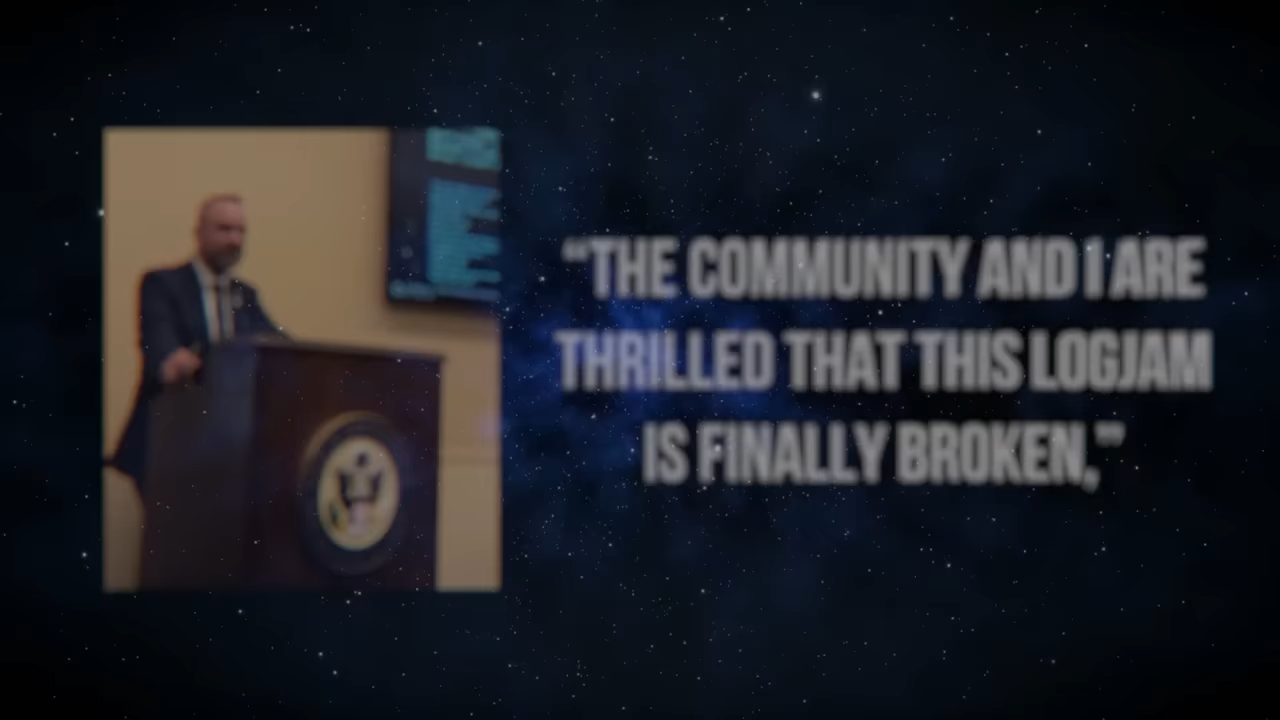 “THE COMMUNITY AND I ARE
THRILLED THAT THIS LOGJAM
IS FINALLY BROKEN,”